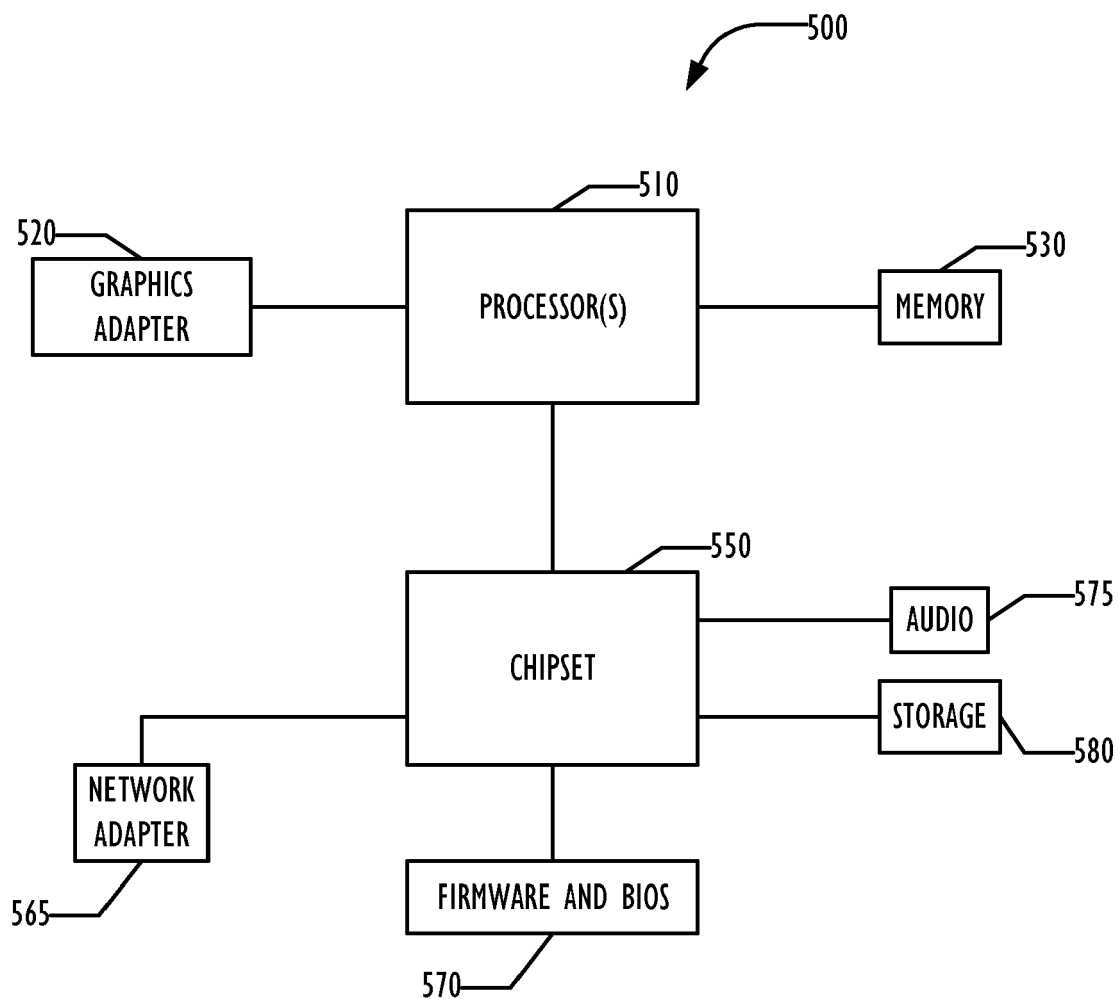 500
510
520
530
GRAPHICS
ADAPTER
PROCESSOR(S)
MEMORY
550
575
AUDIO
CHIPSET
STORAGE
580
NETWORK
ADAPTER
565
FIRMWARE AND BIOS
570